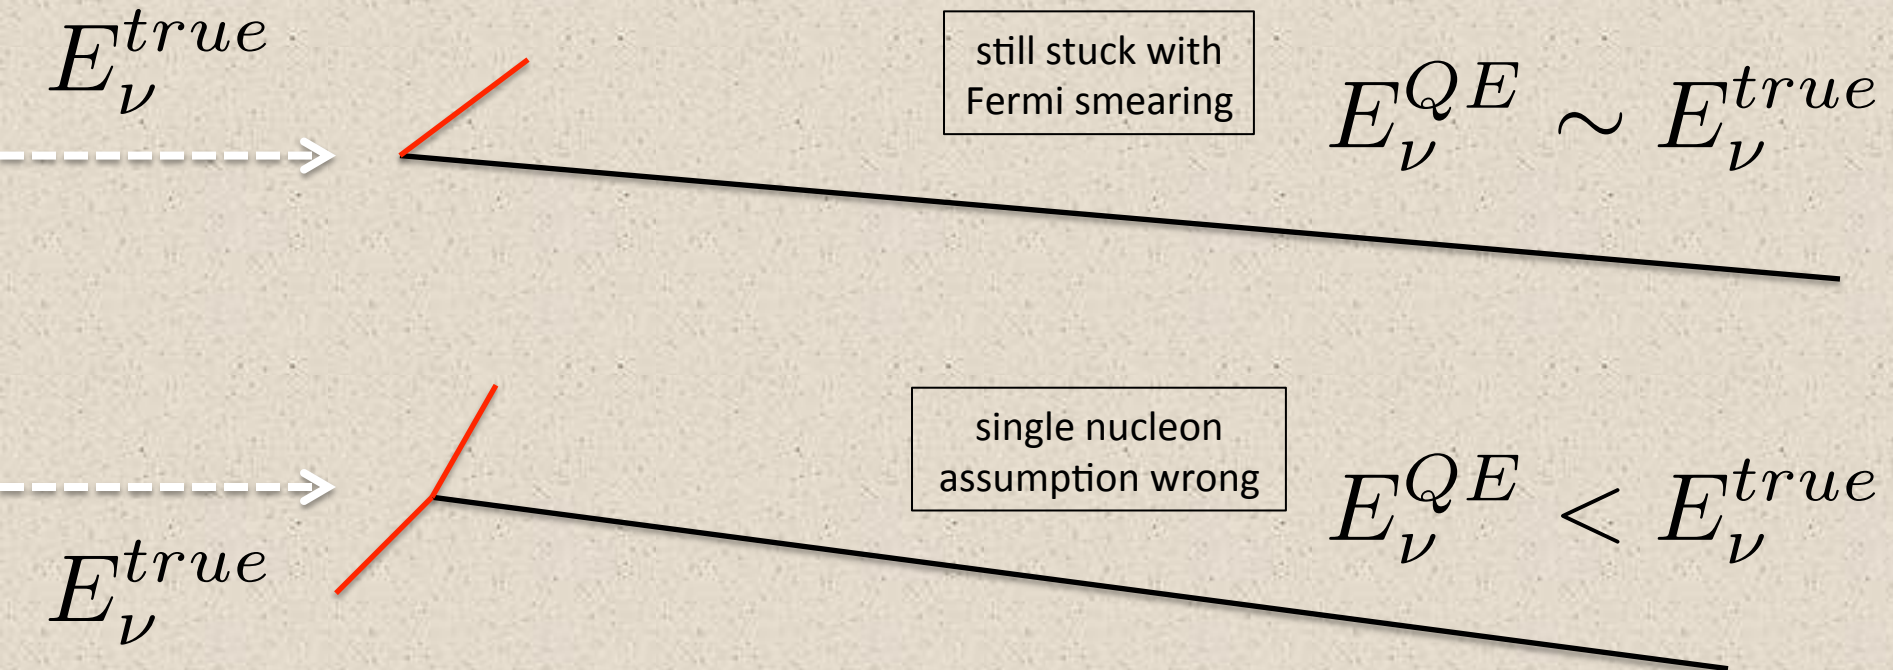 E_ν^{true}
still stuck with
Fermi smearing
E_ν^{QE} ∼ E_ν^{true}
single nucleon
assumption wrong
E_ν^{QE} < E_ν^{true}
E_ν^{true}